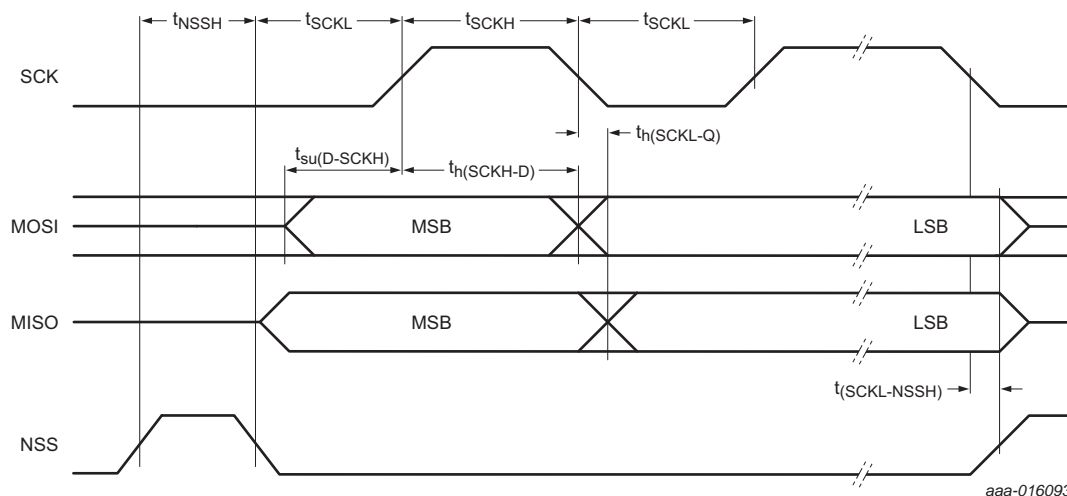 tNSSH tSCKL tSCKH tSCKL
SCK
th(SCKL-Q)
tsu(D-SCKH)
th(SCKH-D)
MOSI MSB LSB
MISO MSB LSB
t(SCKL-NSSH)
NSS
aaa-016093